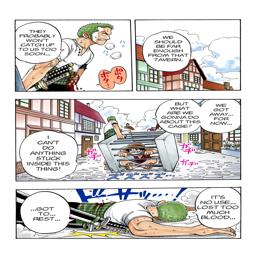 WE
SHOULD
BE FAR
ENOUGH
FROM THAT
TAVERN.
THEY
PROBABLY
WON'T
CATCH UP
TO US TOO
SOON...
WE
GOT
AWAY...
FOR
NOW...
BUT
WHAT
ARE WE
GONNA DO
ABOUT
THIS CAGE?
I
CAN'T
DO
ANYTHING
STUCK
INSIDE THIS
THING!
IT'S
NO USE...
LOST TOO
MUCH
BLOOD...
...GOT
TO...
REST...